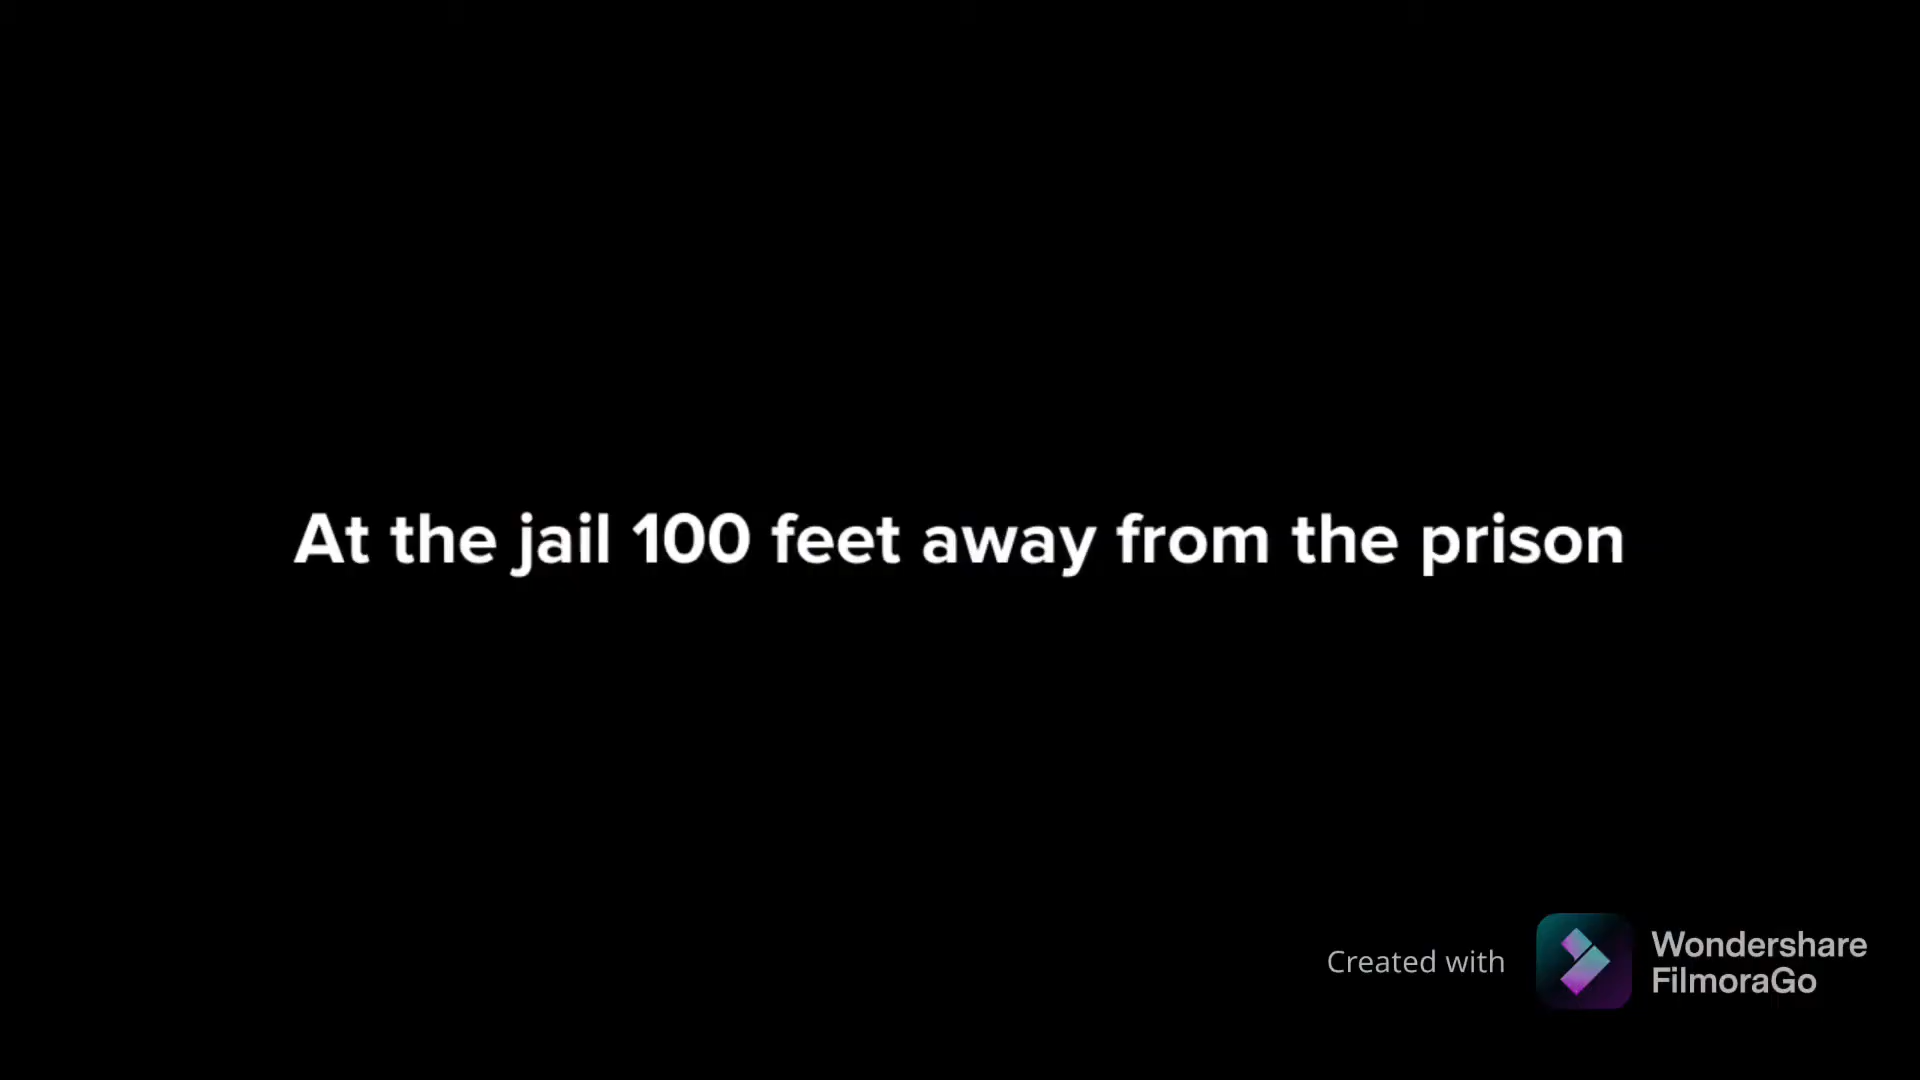 At the jail 100 feet away from the prison
Created with
Wondershare
FilmoraGo